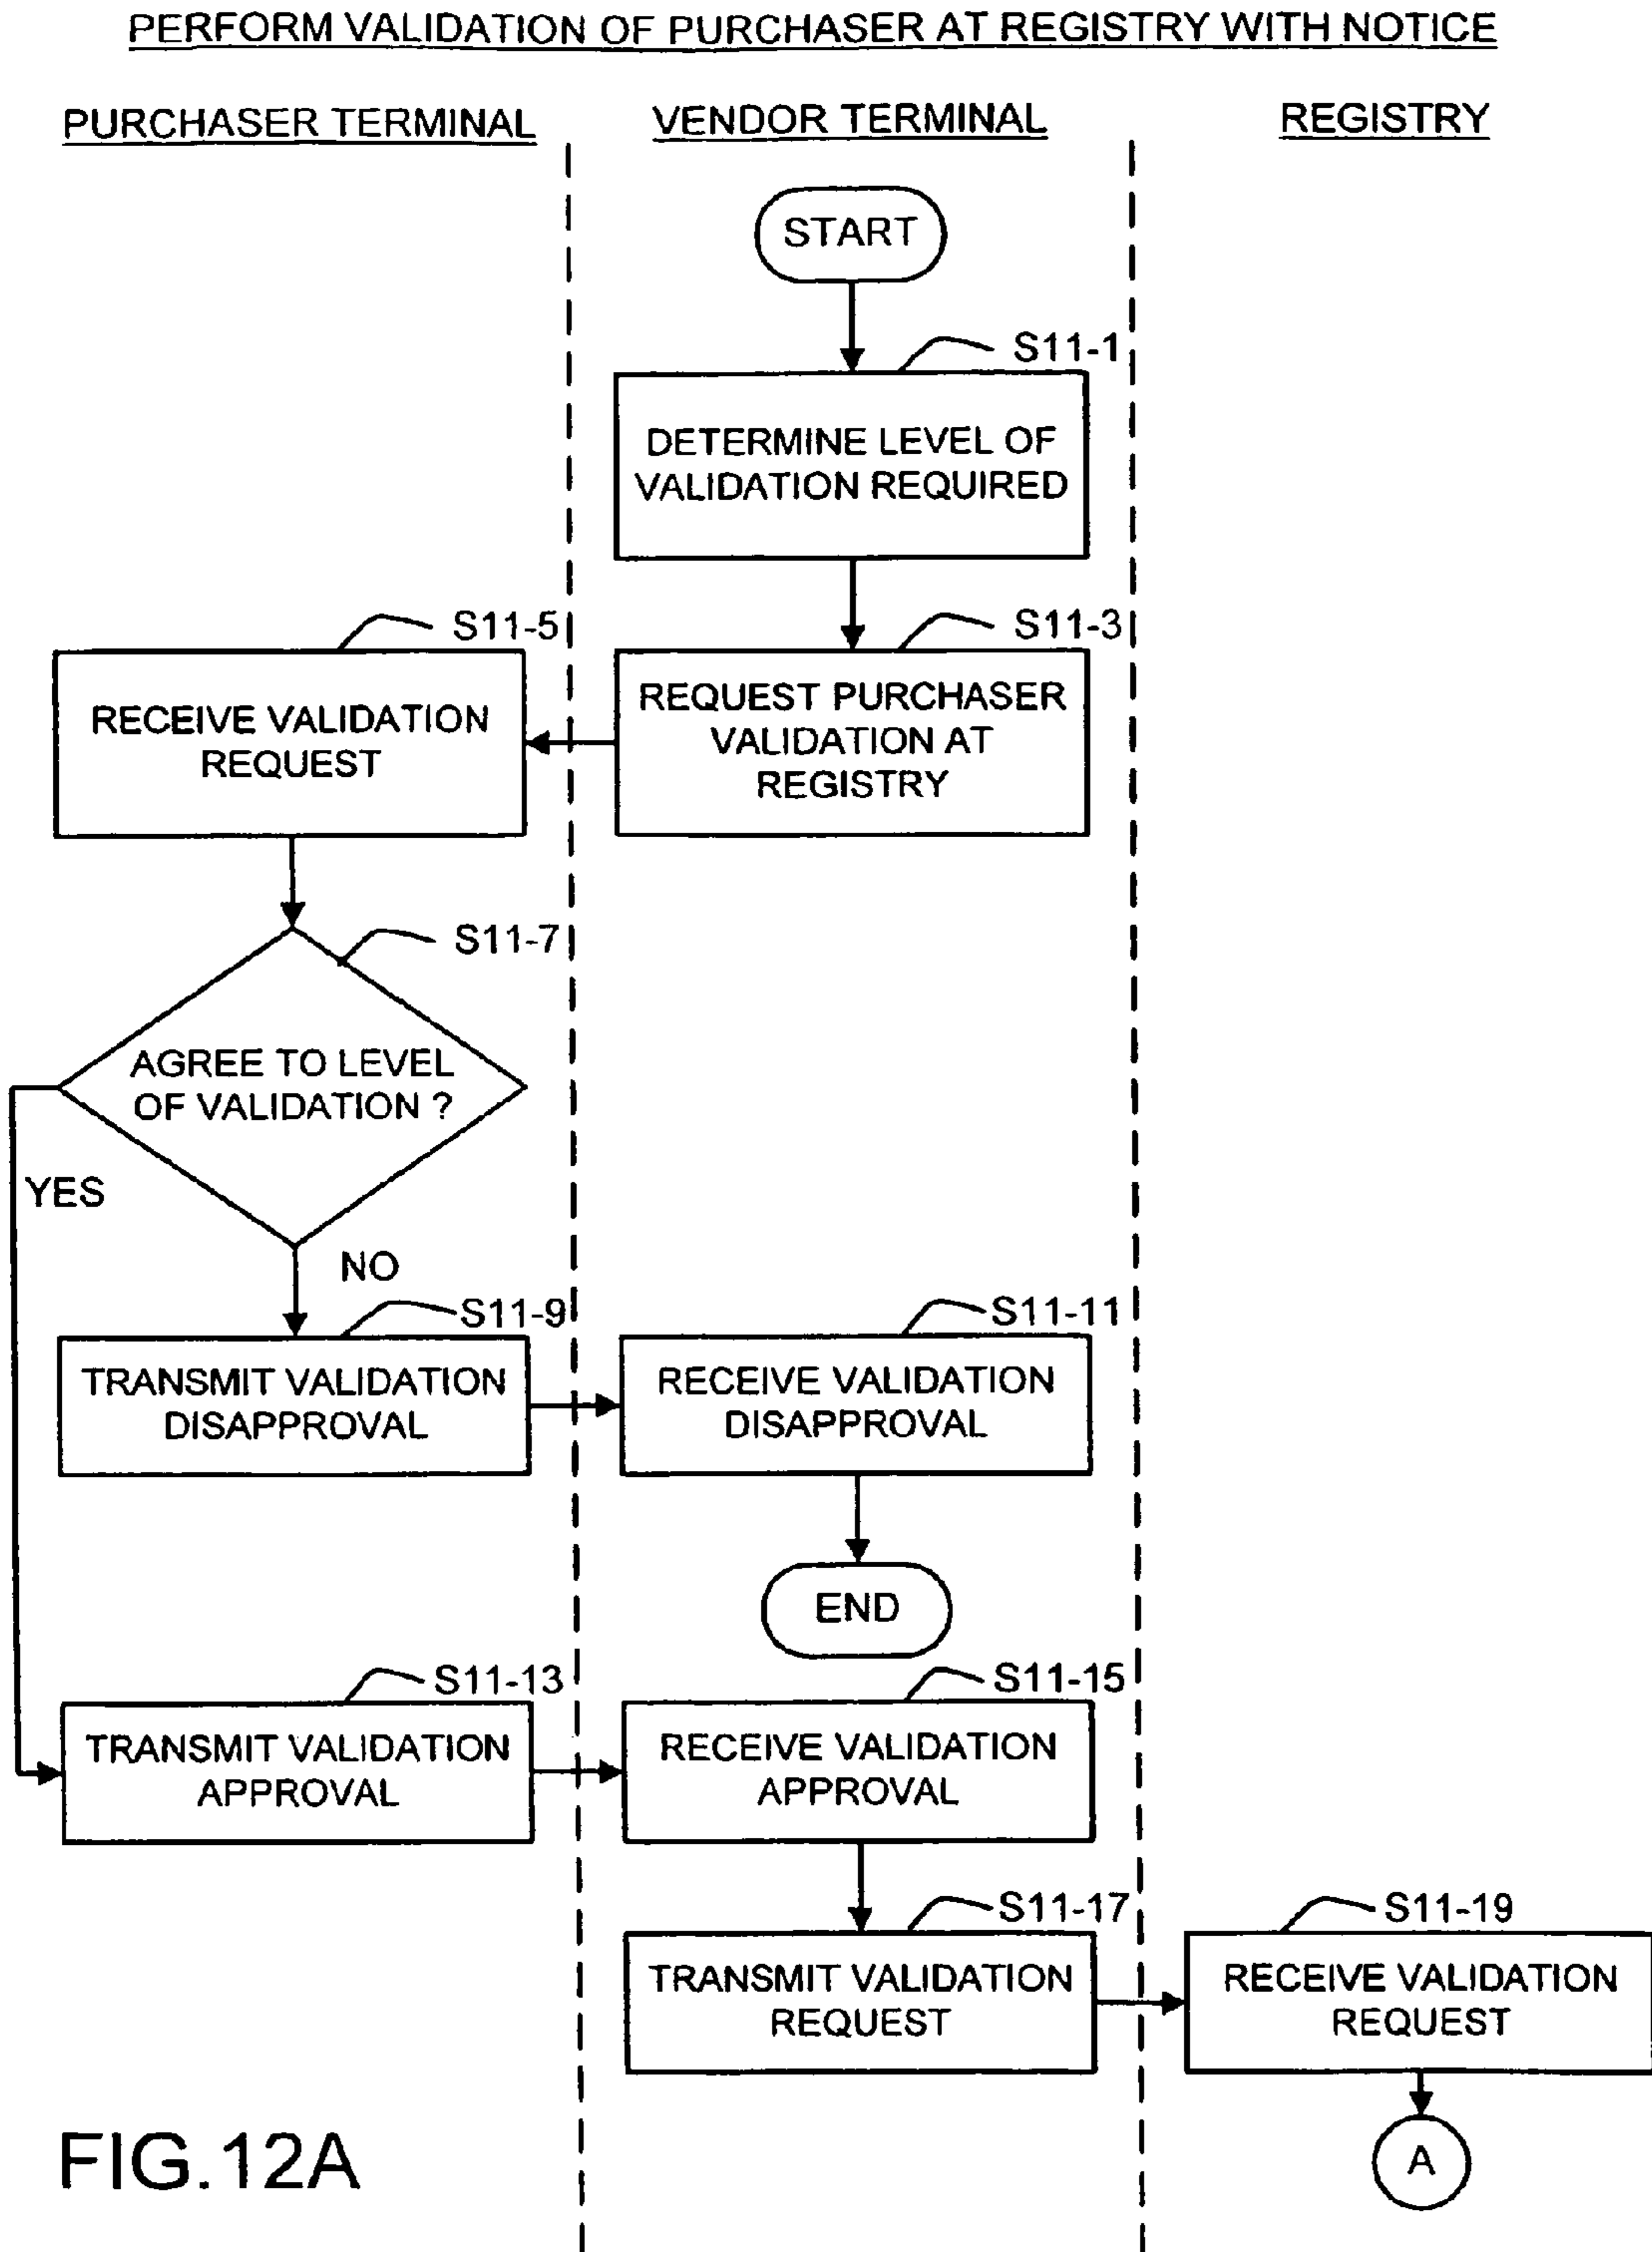 PERFORM VALIDATION OF PURCHASER AT REGISTRY WITH NOTICE
PURCHASER TERMINAL
VENDOR TERMINAL
REGISTRY
START
S11-1
DETERMINE LEVEL OF
VALIDATION REQUIRED
S11-5
S11-3
RECEIVE VALIDATION
REQUEST
REQUEST PURCHASER
VALIDATION AT
REGISTRY
S11-7
AGREE TO LEVEL
OF VALIDATION ?
YES
NO
S11-9
S11-11
TRANSMIT VALIDATION
DISAPPROVAL
RECEIVE VALIDATION
DISAPPROVAL
END
S11-13
S11-15
TRANSMIT VALIDATION
APPROVAL
RECEIVE VALIDATION
APPROVAL
S11-17
S11-19
TRANSMIT VALIDATION
REQUEST
RECEIVE VALIDATION
REQUEST
A
FIG.12A